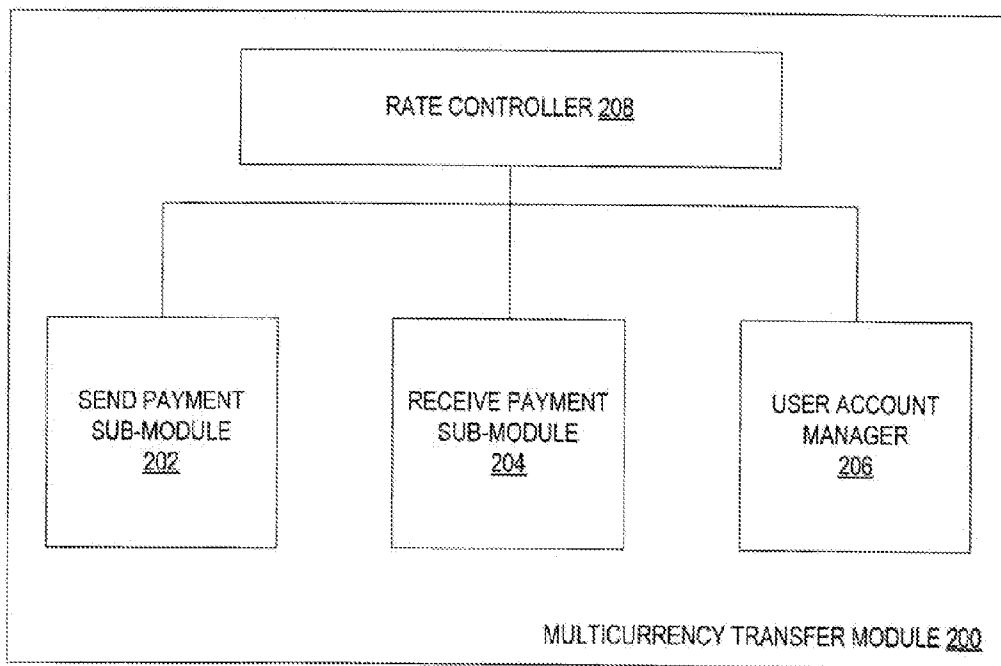 RATE CONTROLLER 208
SEND PAYMENT
SUB-MODULE
202
RECEIVE PAYMENT
SUB-MODULE
204
USER ACCOUNT
MANAGER
206
MULTICURRENCY TRANSFER MODULE 200